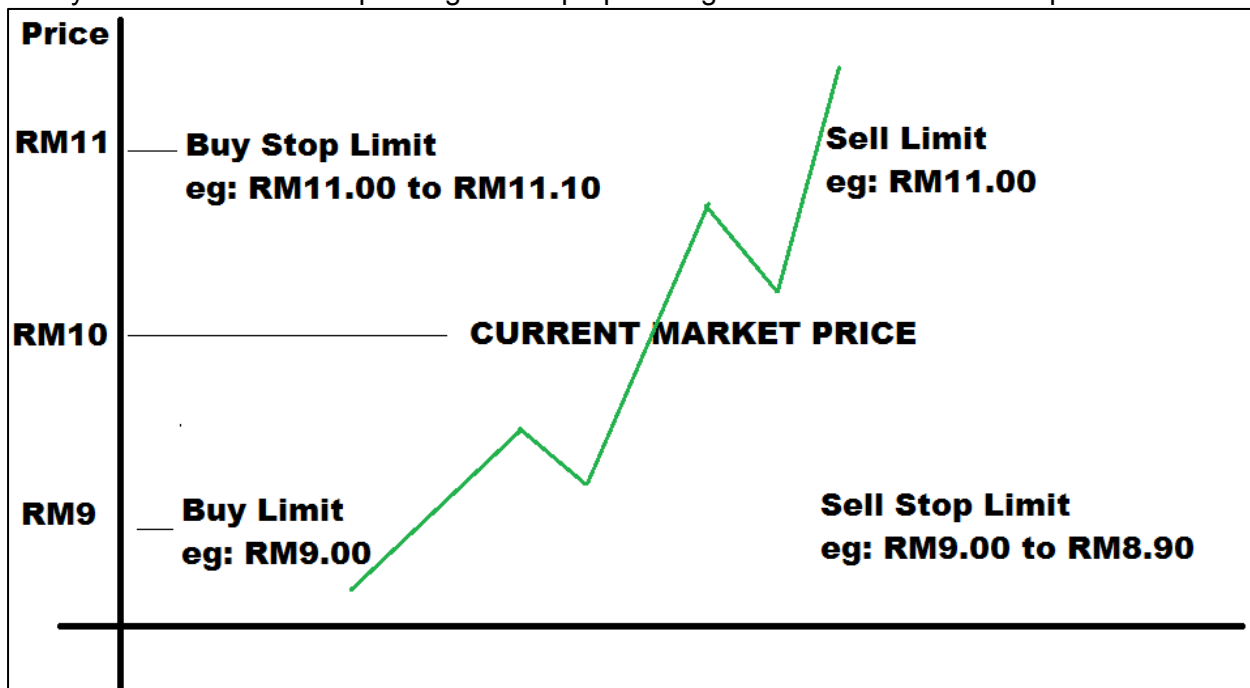 Price
RM11
Buy Stop Limit
eg: RM11.00 to RM11.10
Sell Limit
eg: RM11.00
RM10
CURRENT MARKET PRICE
RM9
Buy Limit
eg: RM9.00
Sell Stop Limit
eg: RM9.00 to RM8.90